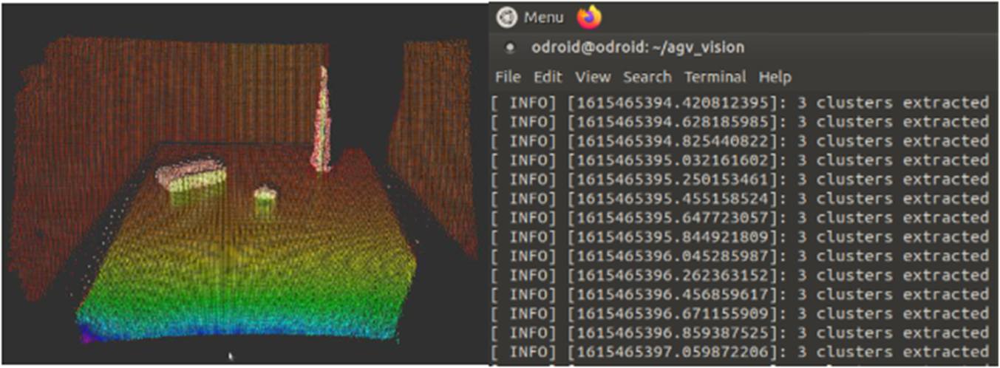 Menu
odroid@odroid: ~/agv_vision
File Edit View Search Terminal Help
[ INFO] [1615465394.420812395]: 3 clusters extracted
[ INFO] [1615465394.628185985]: 3 clusters extracted
[ INFO] [1615465394.825440822]: 3 clusters extracted
[ INFO] [1615465395.032161602]: 3 clusters extracted
[ INFO] [1615465395.250153461]: 3 clusters extracted
[ INFO] [1615465395.455158524]: 3 clusters extracted
[ INFO] [1615465395.647723057]: 3 clusters extracted
[ INFO] [1615465395.844921809]: 3 clusters extracted
[ INFO] [1615465396.045285987]: 3 clusters extracted
[ INFO] [1615465396.262363152]: 3 clusters extracted
[ INFO] [1615465396.456859617]: 3 clusters extracted
[ INFO] [1615465396.671155909]: 3 clusters extracted
[ INFO] [1615465396.859387525]: 3 clusters extracted
[ INFO] [1615465397.059872206]: 3 clusters extracted